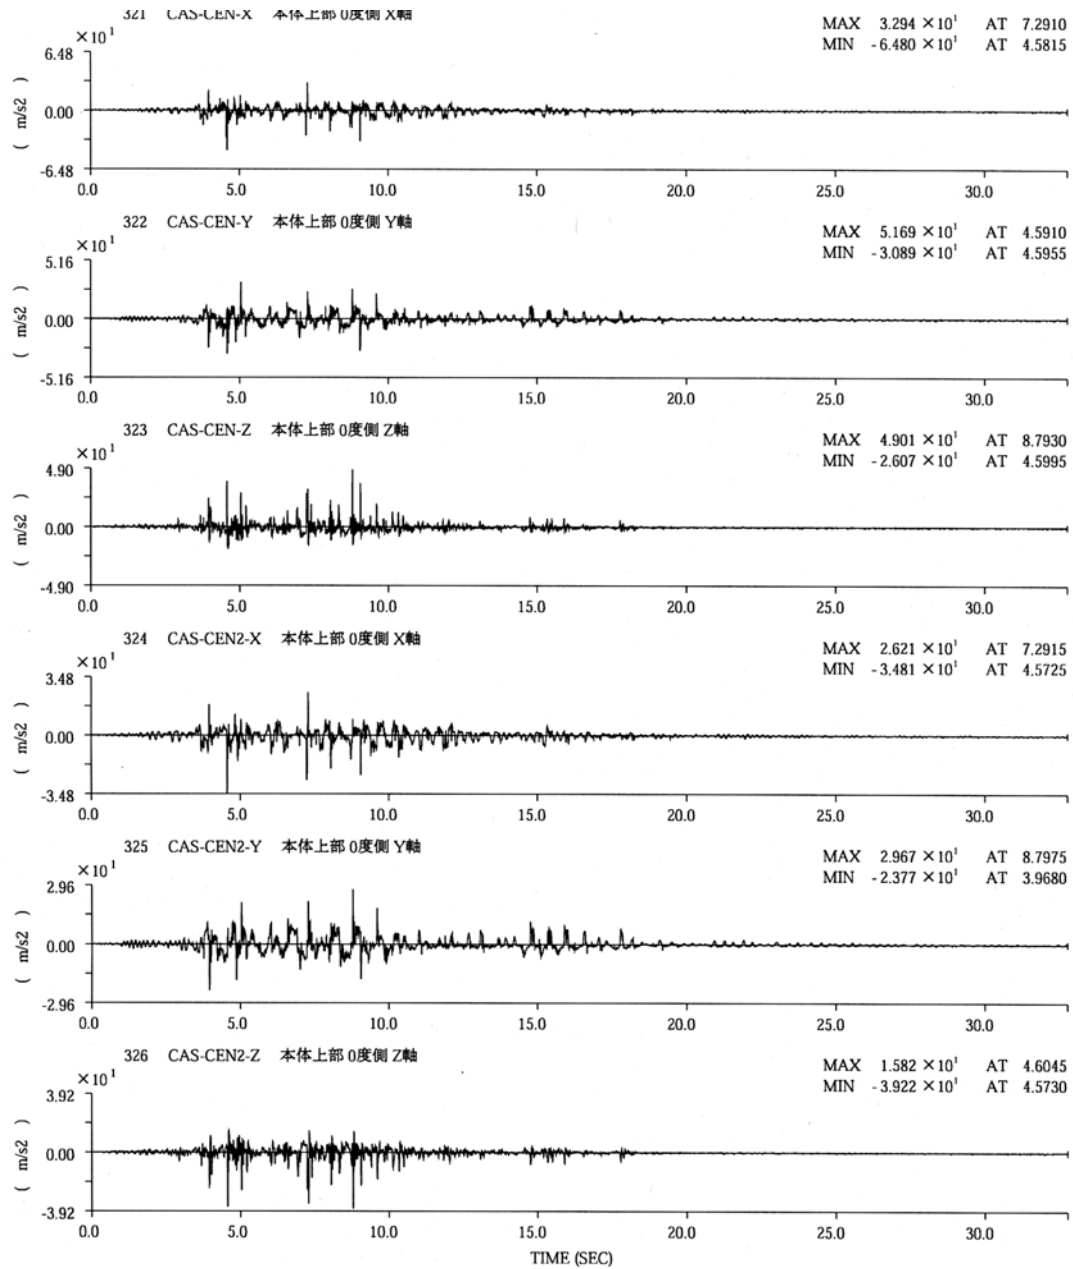 321 CAS-CEN-X 本体上部 0度側 X軸
MAX 3.294 ×10¹ AT 7.2910
MIN -6.480 ×10¹ AT 4.5815
×10¹
6.48
0.00
-6.48
( m/s2 )
0.0 5.0 10.0 15.0 20.0 25.0 30.0
322 CAS-CEN-Y 本体上部 0度側 Y軸
MAX 5.169 ×10¹ AT 4.5910
MIN -3.089 ×10¹ AT 4.5955
×10¹
5.16
0.00
-5.16
( m/s2 )
0.0 5.0 10.0 15.0 20.0 25.0 30.0
323 CAS-CEN-Z 本体上部 0度側 Z軸
MAX 4.901 ×10¹ AT 8.7930
MIN -2.607 ×10¹ AT 4.5995
×10¹
4.90
0.00
-4.90
( m/s2 )
0.0 5.0 10.0 15.0 20.0 25.0 30.0
324 CAS-CEN2-X 本体上部 0度側 X軸
MAX 2.621 ×10¹ AT 7.2915
MIN -3.481 ×10¹ AT 4.5725
×10¹
3.48
0.00
-3.48
( m/s2 )
0.0 5.0 10.0 15.0 20.0 25.0 30.0
325 CAS-CEN2-Y 本体上部 0度側 Y軸
MAX 2.967 ×10¹ AT 8.7975
MIN -2.377 ×10¹ AT 3.9680
×10¹
2.96
0.00
-2.96
( m/s2 )
0.0 5.0 10.0 15.0 20.0 25.0 30.0
326 CAS-CEN2-Z 本体上部 0度側 Z軸
MAX 1.582 ×10¹ AT 4.6045
MIN -3.922 ×10¹ AT 4.5730
×10¹
3.92
0.00
-3.92
( m/s2 )
0.0 5.0 10.0 15.0 20.0 25.0 30.0
TIME (SEC)